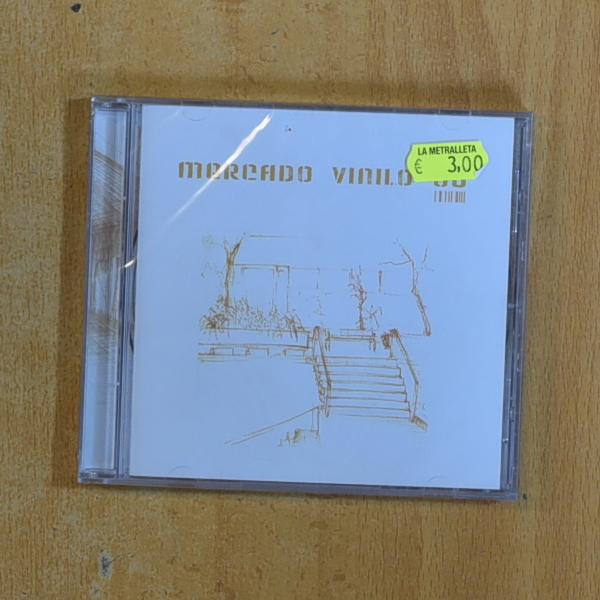 LA METRALLETA
€ 3,00
MERCADO VINILO